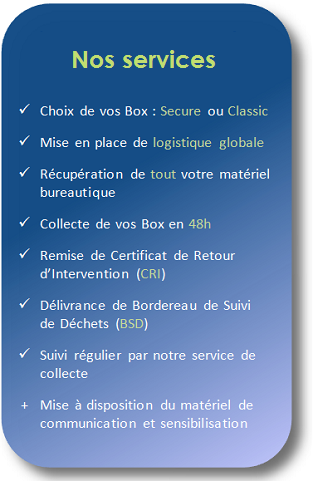 Nos services
✓ Choix de vos Box : Secure ou Classic
✓ Mise en place de logistique globale
✓ Récupération de tout votre matériel
bureautique
✓ Collecte de vos Box en 48h
✓ Remise de Certificat de Retour
d'Intervention (CRI)
✓ Délivrance de Bordereau de Suivi
de Déchets (BSD)
✓ Suivi régulier par notre service de
collecte
+ Mise à disposition du matériel de
communication et sensibilisation